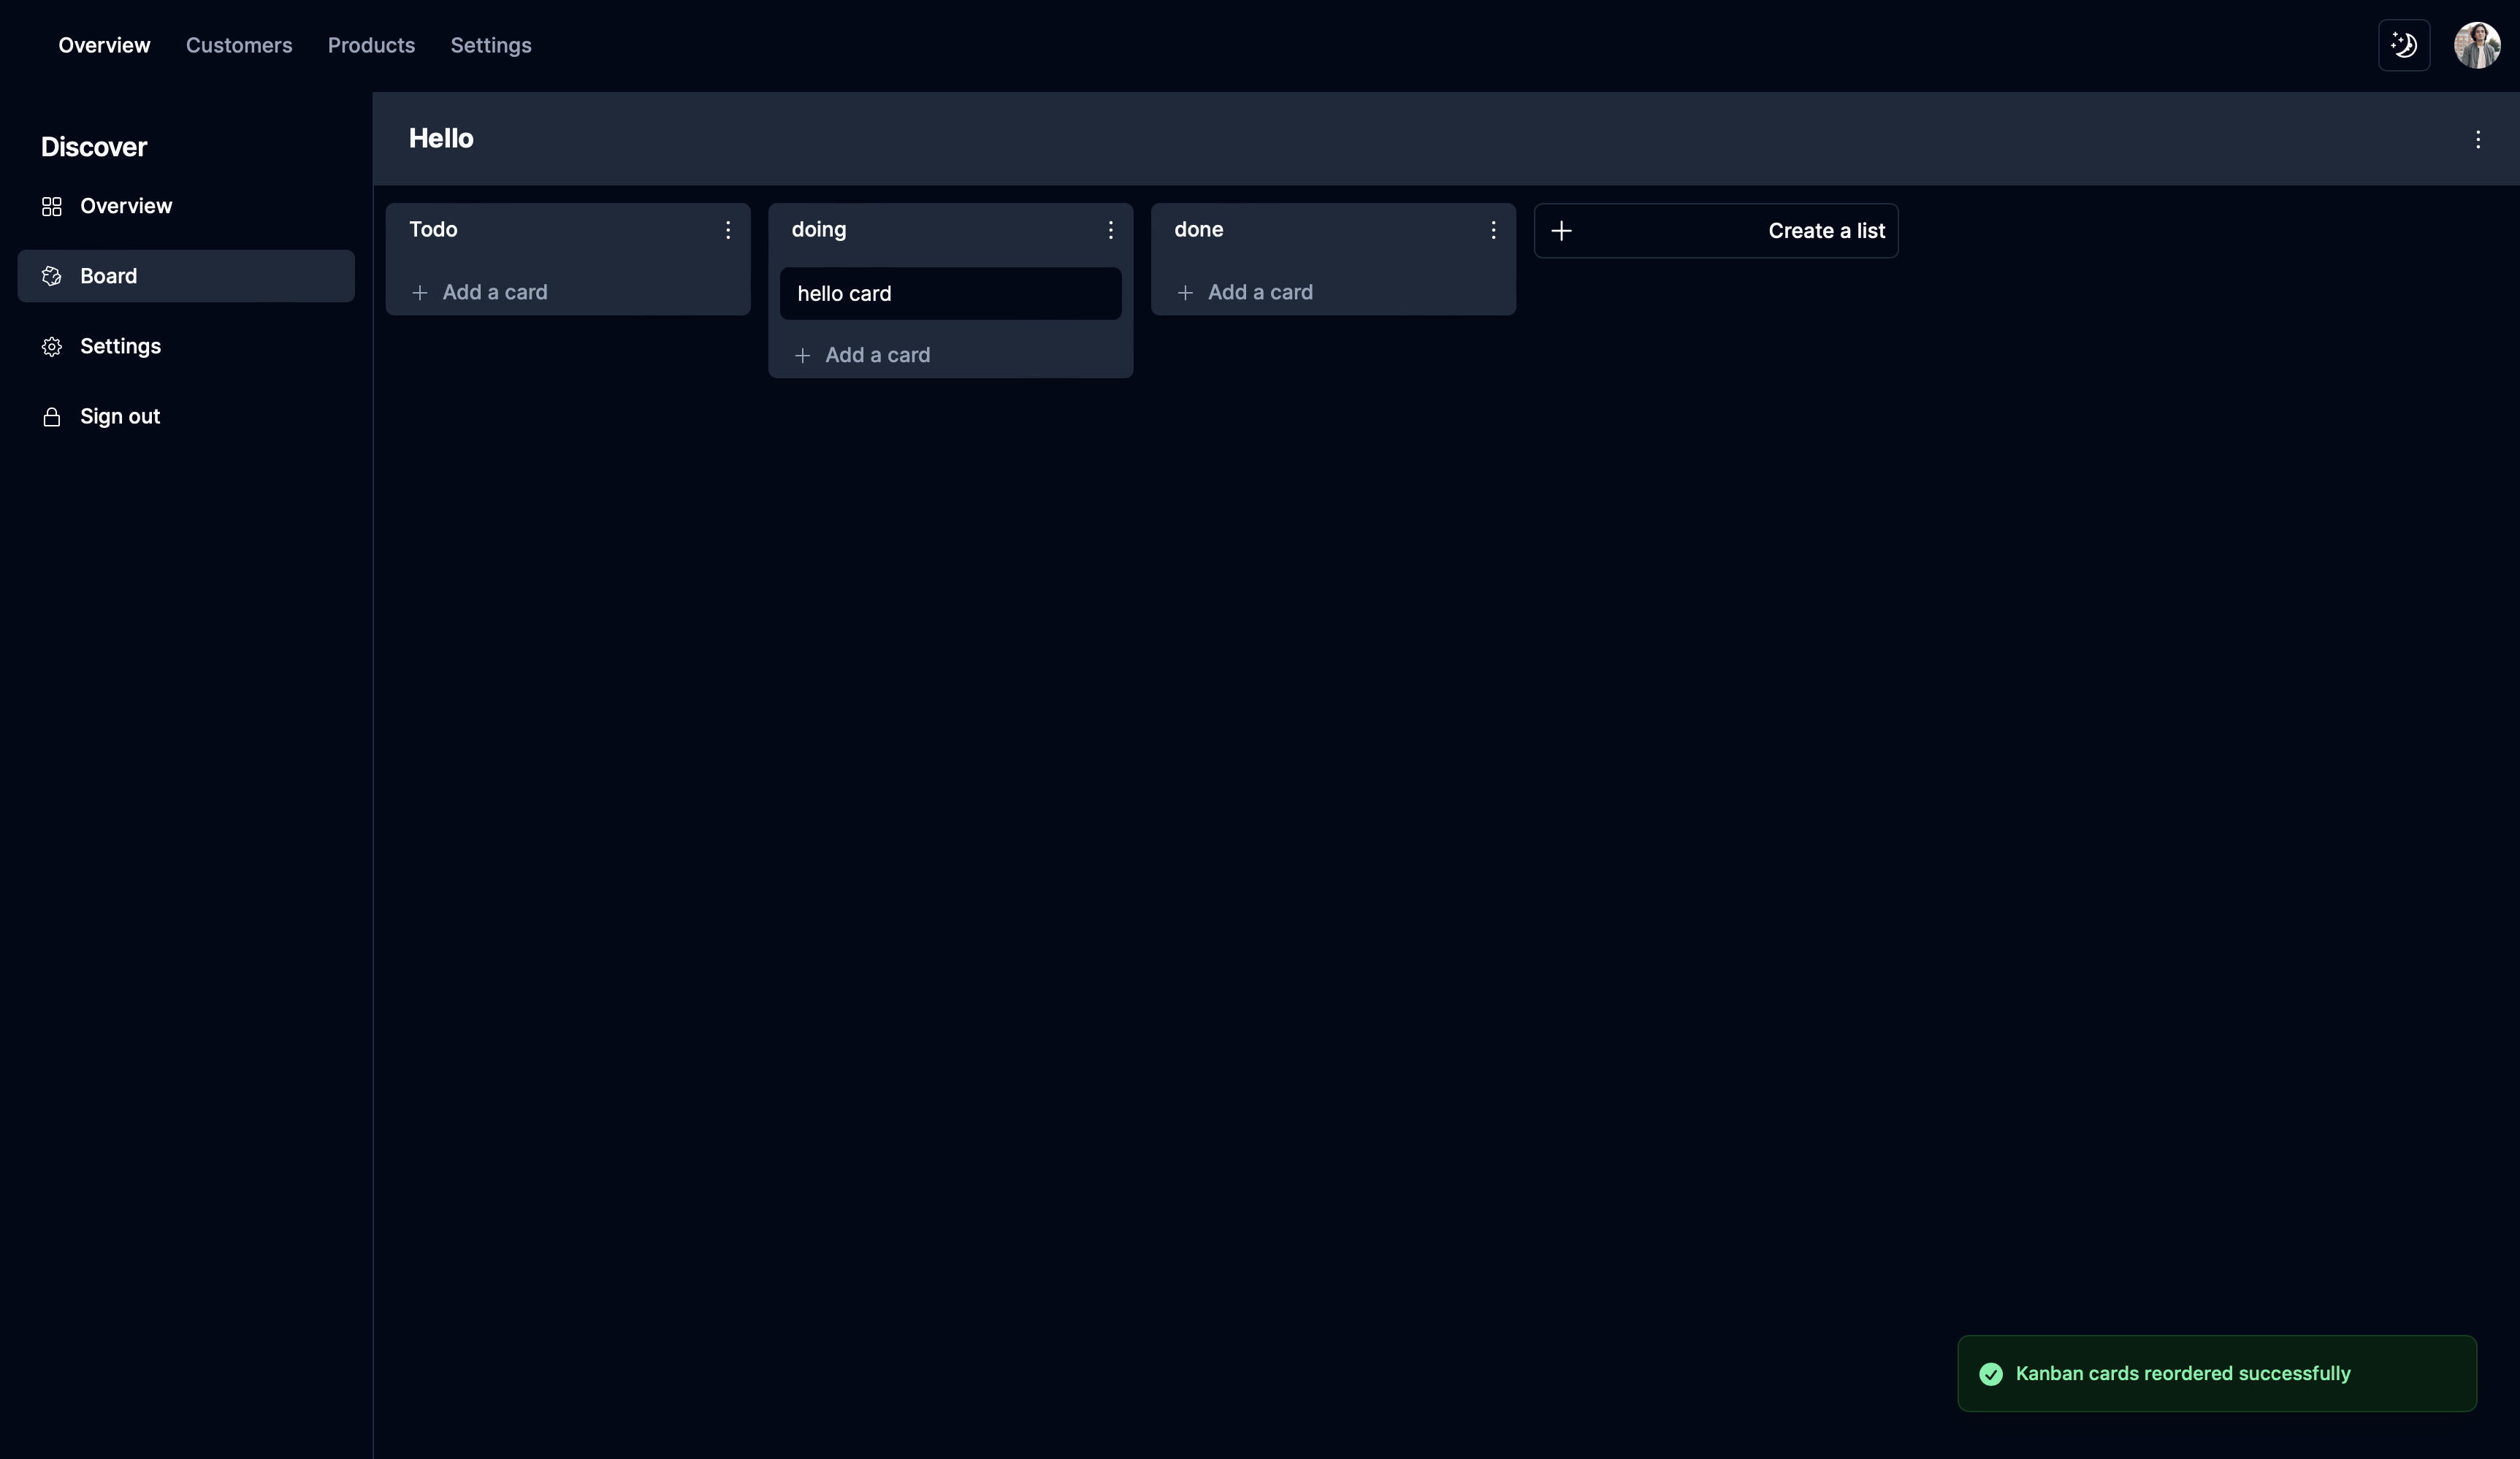 Overview Customers Products Settings
Discover
Overview
Board
Settings
Sign out
Hello
Todo
Add a card
doing
hello card
Add a card
done
Add a card
Create a list
Kanban cards reordered successfully